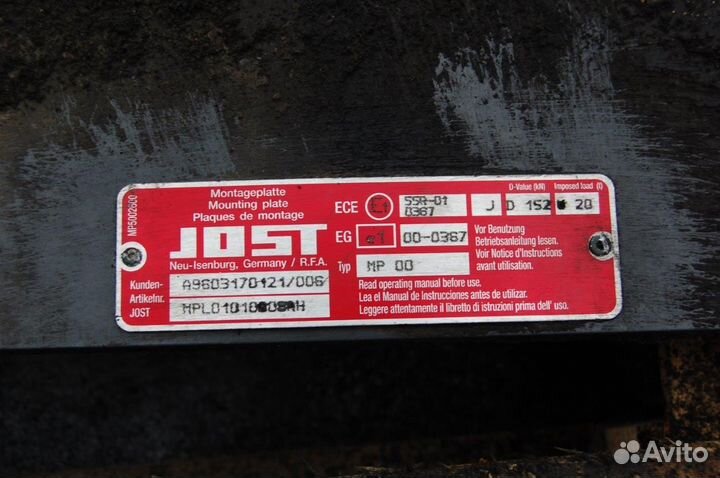 MP5002600
Montageplatte
Mounting plate
Plaques de montage
JOST
Neu-Isenburg, Germany / R.F.A.
Kunden-
Artikelnr.
A9603170121/006
JOST
ECE E1 55R-01
0367
EG e1 00-0367
Typ MP 00
D-Value (kN) Imposed load (t)
J D 152 20
Vor Benutzung
Betriebsanleitung lesen.
Voir Notice d'Instructions
avant utilisation.
Read operating manual before use.
Lea el Manual de Instrucciones antes de utilizar.
Leggere attentamente il libretto di istruzioni prima dell' uso.
Avito